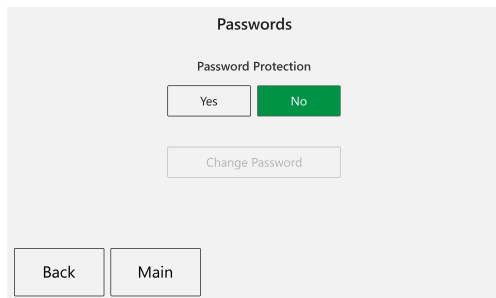 Passwords
Password Protection
Yes No
Change Password
Back Main